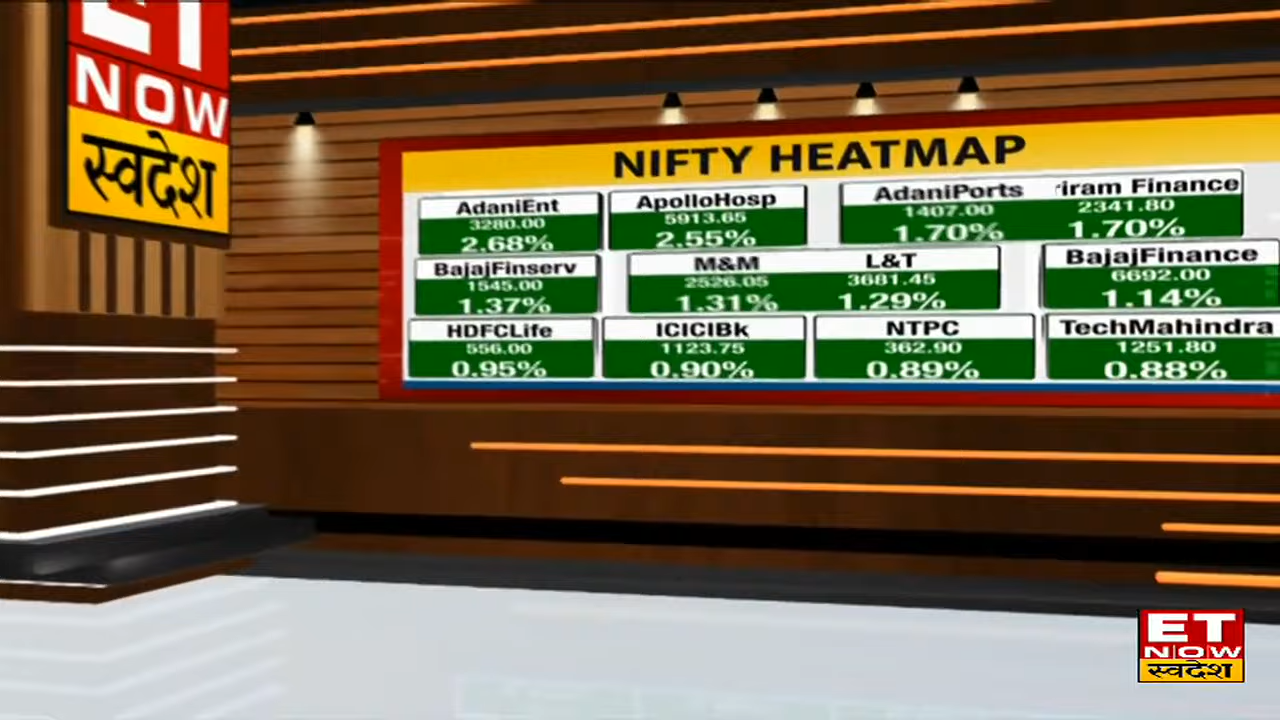 ET
NOW
स्वदेश
NIFTY HEATMAP
AdaniEnt ApolloHosp AdaniPorts riram Finance
3280.00 5913.65 1407.00 2341.80
2.68% 2.55% 1.70% 1.70%
BajajFinserv M&M L&T BajajFinance
1545.00 2526.05 3681.45 6692.00
1.37% 1.31% 1.29% 1.14%
HDFCLife ICICIBk NTPC TechMahindra
556.00 1123.75 362.90 1251.80
0.95% 0.90% 0.89% 0.88%
ET
NOW
स्वदेश